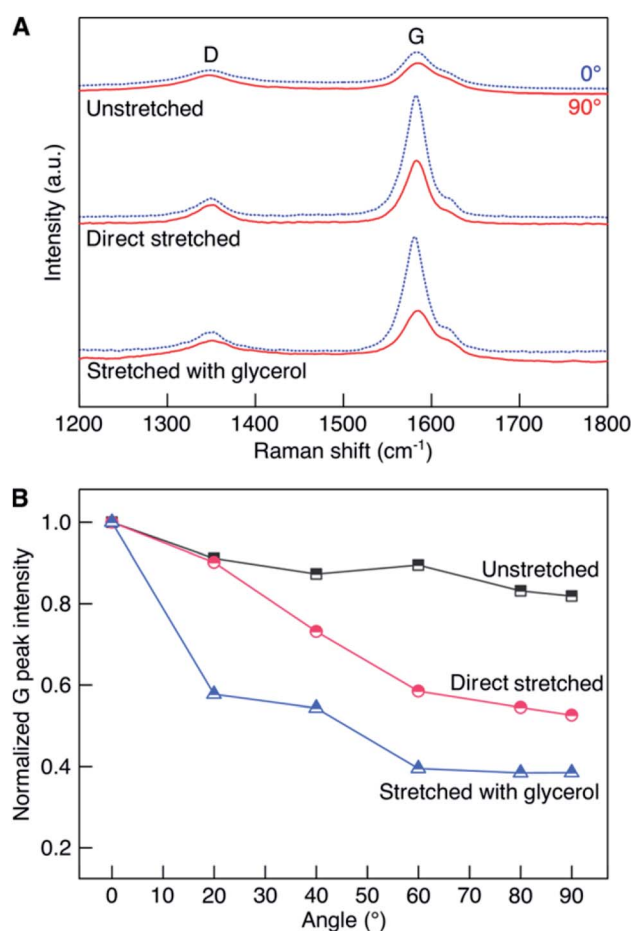 A
D
G
0°
90°
Unstretched
Direct stretched
Stretched with glycerol
Intensity (a.u.)
1200 1300 1400 1500 1600 1700 1800
Raman shift (cm⁻¹)
B
1.0
0.8
0.6
0.4
0.2
Normalized G peak intensity
Unstretched
Direct stretched
Stretched with glycerol
0 10 20 30 40 50 60 70 80 90
Angle (°)